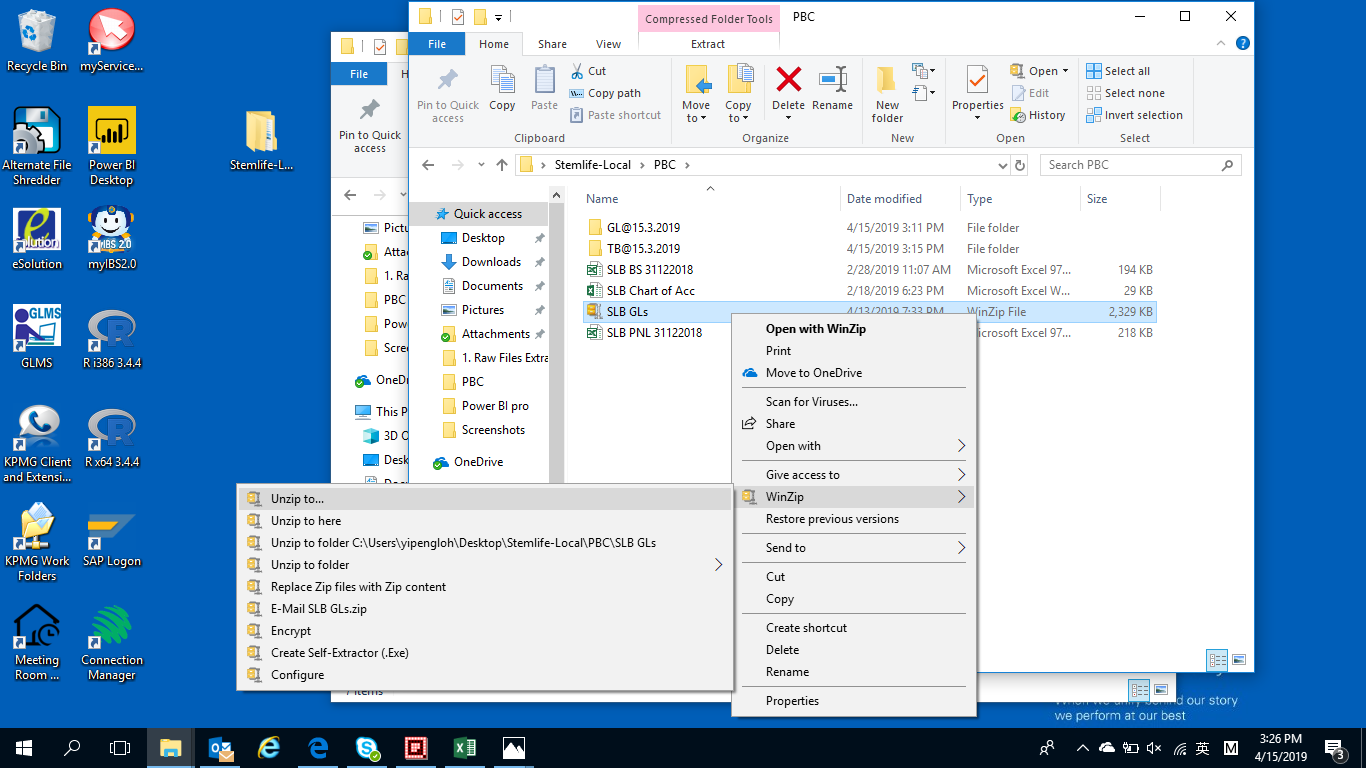 Recycle Bin
myService...
Alternate File
Shredder
Power BI
Desktop
Stemlife-L...
eSolution
myIBS2.0
GLMS
R i386 3.4.4
KPMG Client
and Extensi...
R x64 3.4.4
KPMG Work
Folders
SAP Logon
Meeting
Room ...
Connection
Manager
File
Pin to Quick
access
Pictu
Attac
1. Ra
PBC
Powe
Scree
OneD
This P
3D O
Desk
7 items
Compressed Folder Tools
PBC
File
Home
Share
View
Extract
Pin to Quick
access
Copy
Paste
Cut
Copy path
Paste shortcut
Clipboard
Move
to
Copy
to
Delete
Rename
Organize
New
folder
New
Properties
Open
Edit
History
Open
Select all
Select none
Invert selection
Select
Stemlife-Local
PBC
Search PBC
Quick access
Desktop
Downloads
Documents
Pictures
Attachments
1. Raw Files Extra
PBC
Power BI pro
Screenshots
OneDrive
Name Date modified Type Size
GL@15.3.2019 4/15/2019 3:11 PM File folder
TB@15.3.2019 4/15/2019 3:15 PM File folder
SLB BS 31122018 2/28/2019 11:07 AM Microsoft Excel 97... 194 KB
SLB Chart of Acc 2/18/2019 6:23 PM Microsoft Excel W... 29 KB
SLB GLs 4/13/2019 7:33 PM WinZip File 2,329 KB
SLB PNL 31122018 Microsoft Excel 97... 218 KB
Open with WinZip
Print
Move to OneDrive
Scan for Viruses...
Share
Open with
Give access to
WinZip
Restore previous versions
Send to
Cut
Copy
Create shortcut
Delete
Rename
Properties
Unzip to...
Unzip to here
Unzip to folder C:\Users\yipengloh\Desktop\Stemlife-Local\PBC\SLB GLs
Unzip to folder
Replace Zip files with Zip content
E-Mail SLB GLs.zip
Encrypt
Create Self-Extractor (.Exe)
Configure
When we unify behind our story
we perform at our best
英
M
3:26 PM
4/15/2019
3